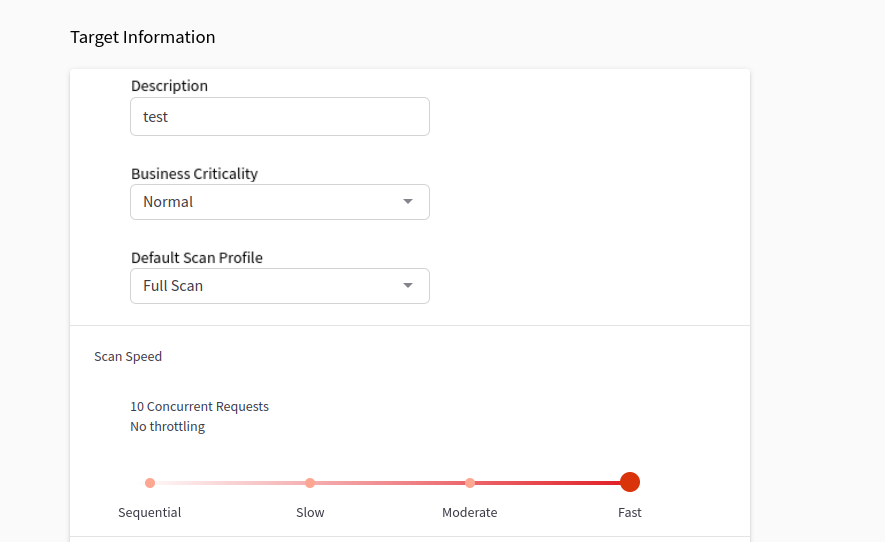 Target Information
Description
test
Business Criticality
Normal
Default Scan Profile
Full Scan
Scan Speed
10 Concurrent Requests
No throttling
Sequential Slow Moderate Fast